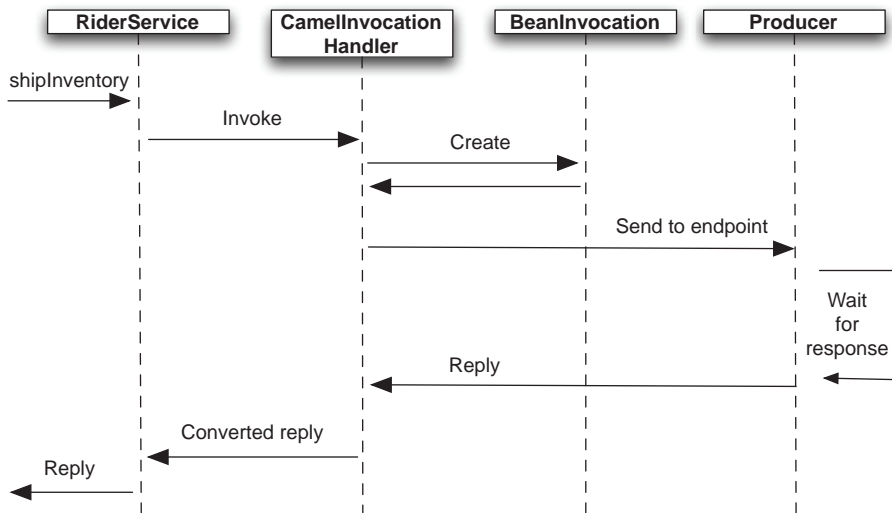 RiderService
CamelInvocation
Handler
BeanInvocation
Producer
shipInventory
Invoke
Create
Send to endpoint
Wait
for
response
Reply
Converted reply
Reply